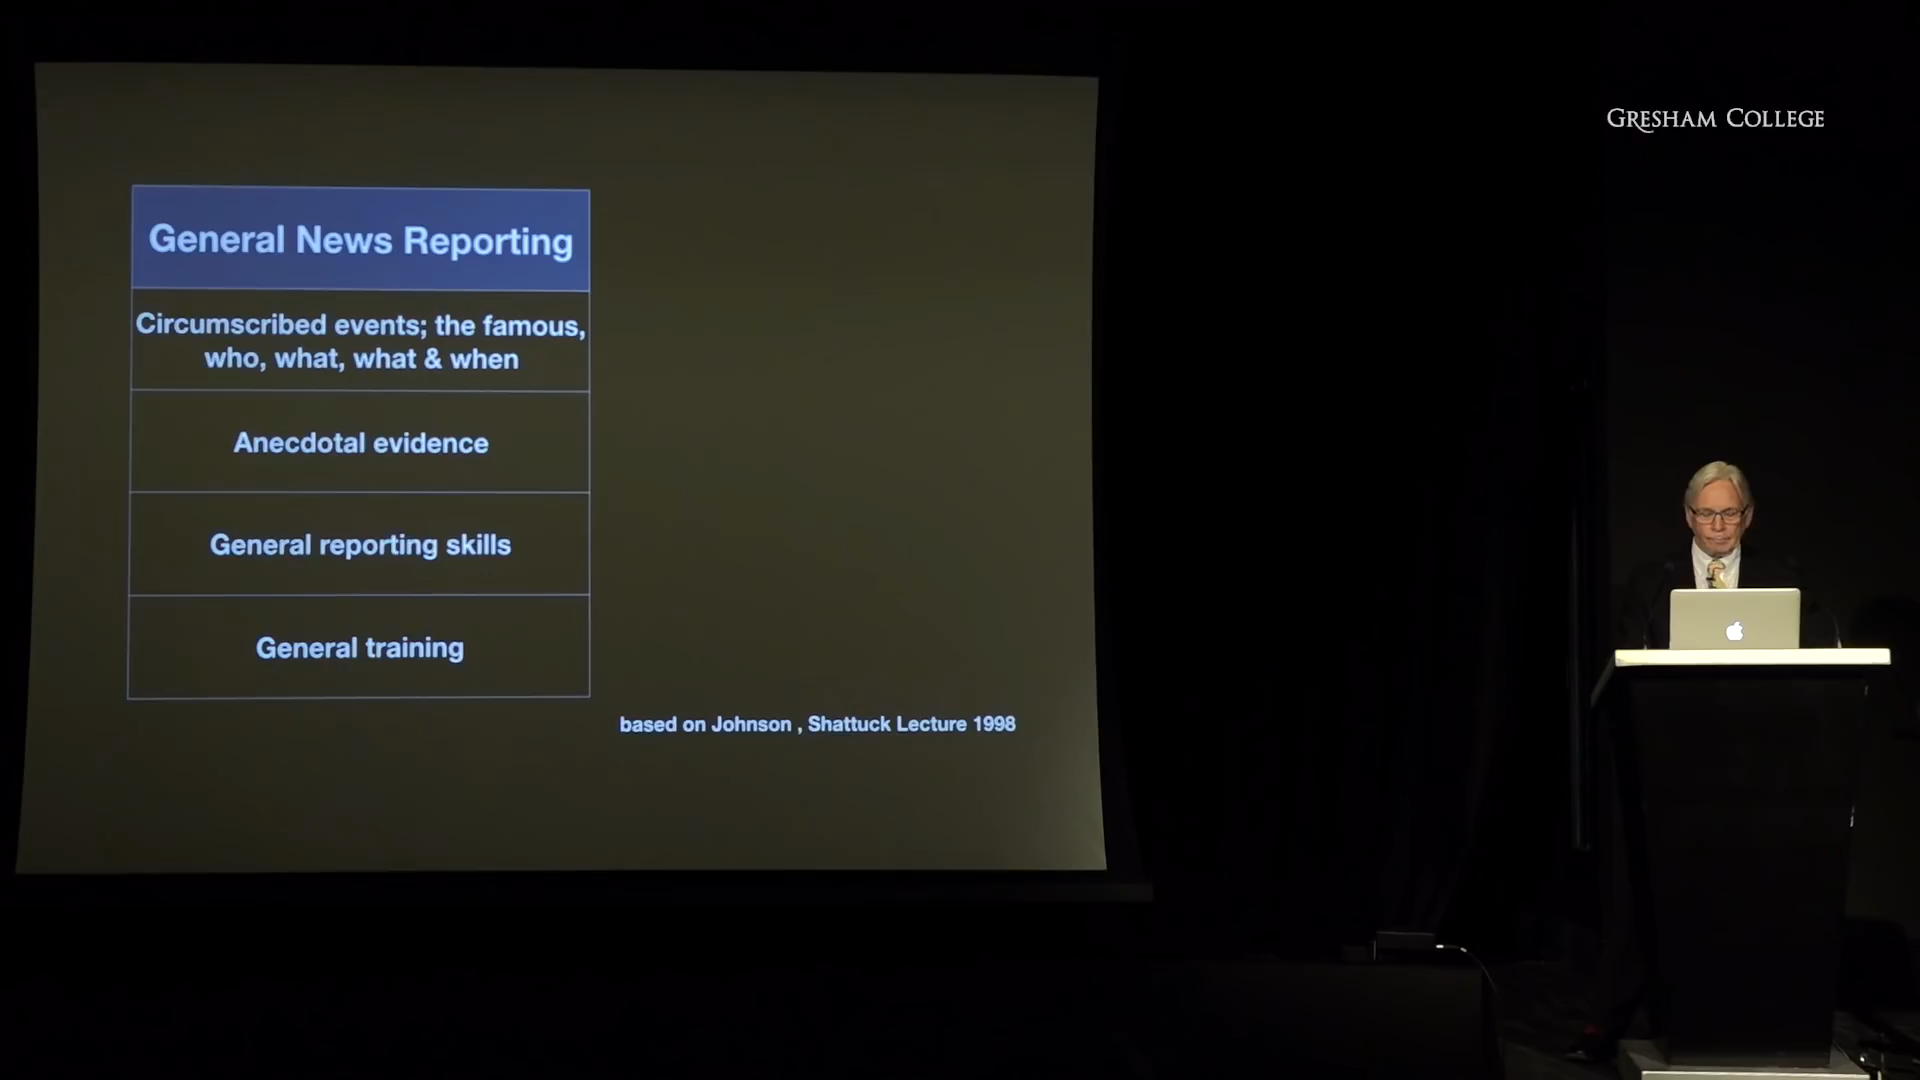 GRESHAM COLLEGE
General News Reporting
Circumscribed events; the famous,
who, what, what & when
Anecdotal evidence
General reporting skills
General training
based on Johnson , Shattuck Lecture 1998